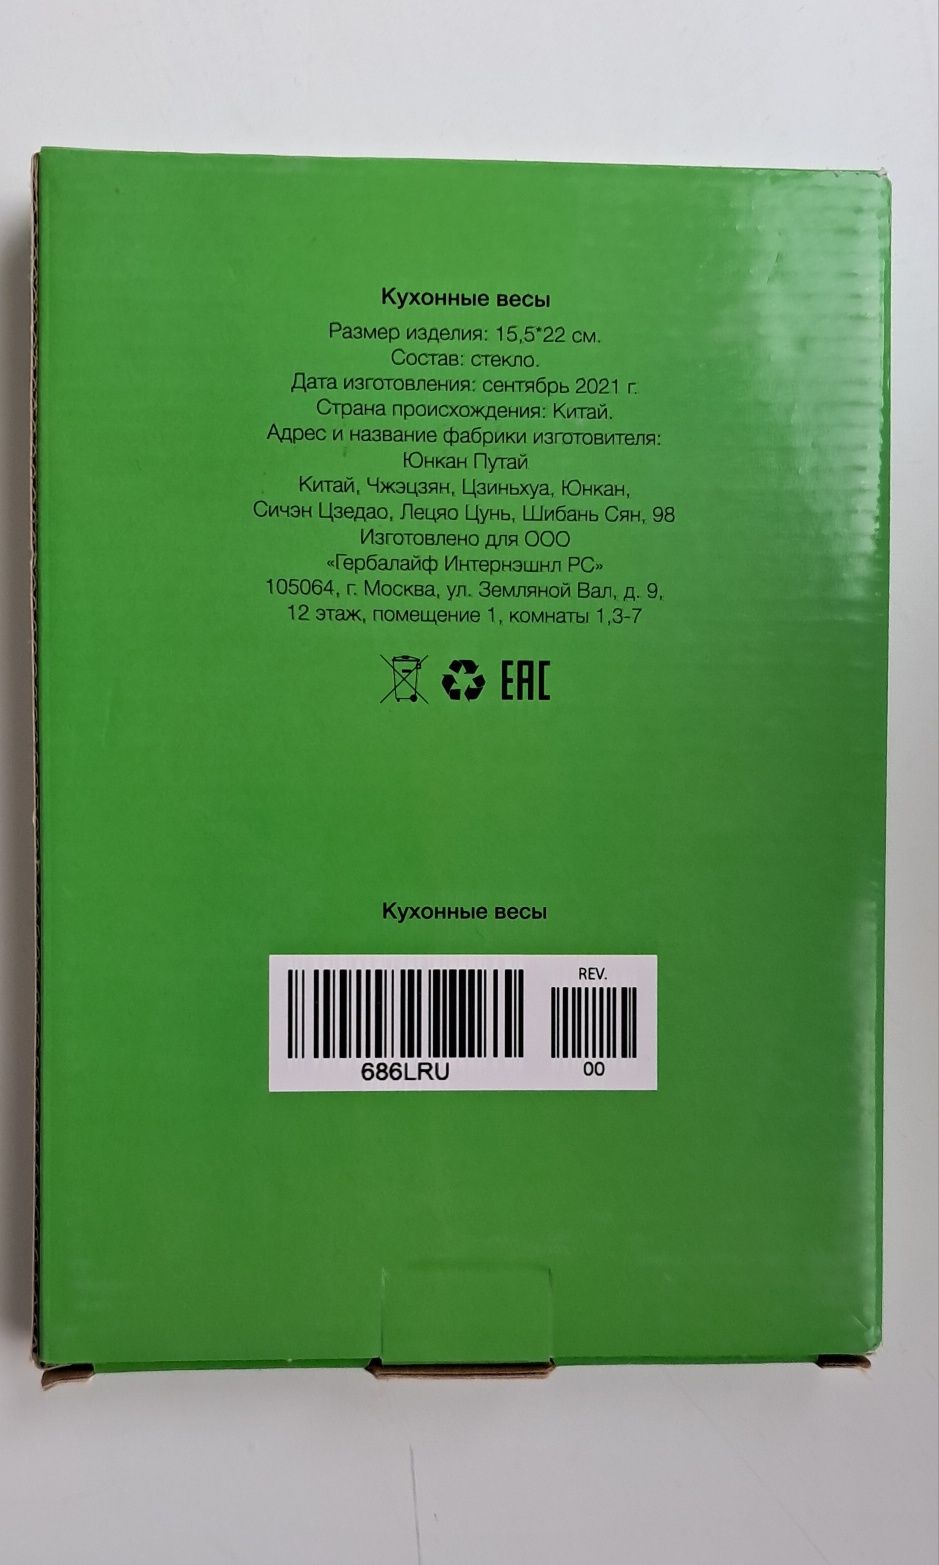 Кухонные весы
Размер изделия: 15,5*22 см.
Состав: стекло.
Дата изготовления: сентябрь 2021 г.
Страна происхождения: Китай.
Адрес и название фабрики изготовителя:
Юнкан Путай
Китай, Чжэцзян, Цзиньхуа, Юнкан,
Сичэн Цзедао, Лецяо Цунь, Шибань Сян, 98
Изготовлено для ООО
«Гербалайф Интернэшнл РС»
105064, г. Москва, ул. Земляной Вал, д. 9,
12 этаж, помещение 1, комнаты 1,3-7
EAC
Кухонные весы
REV.
686LRU
00